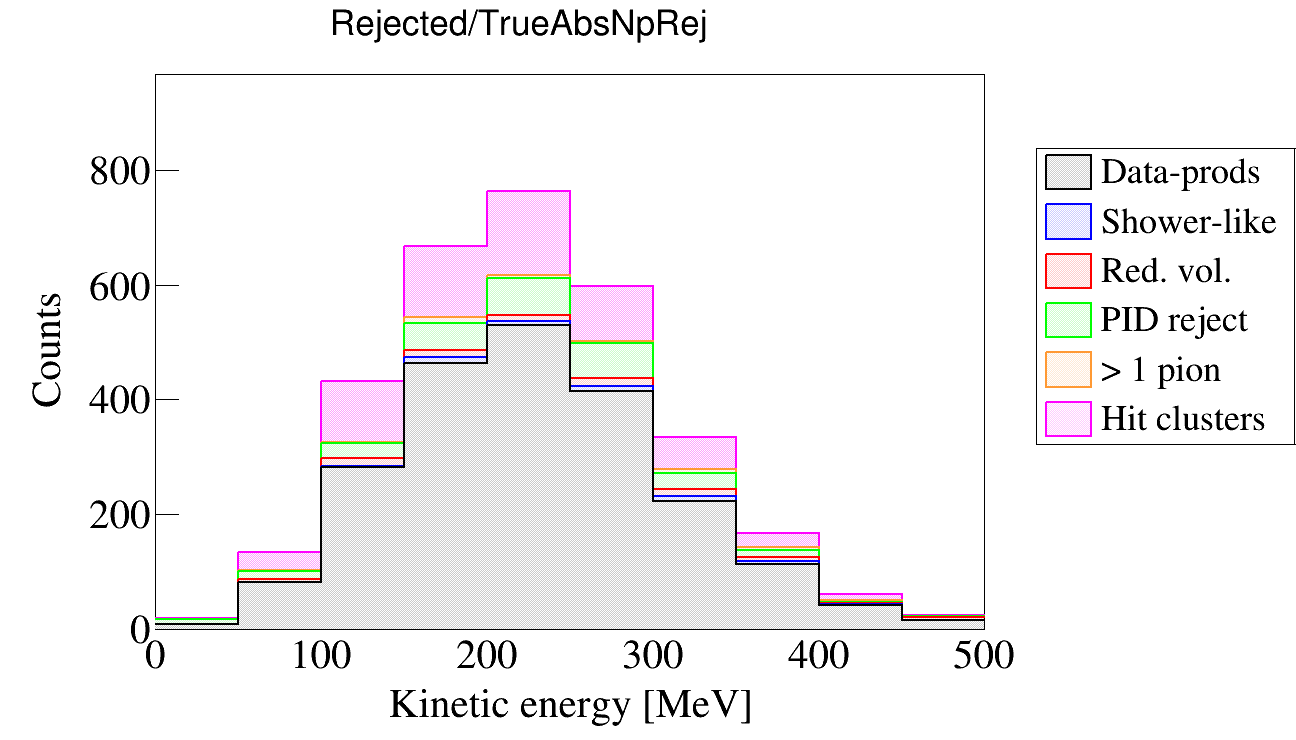 Rejected/TrueAbsNpRej
800
600
400
200
0
Counts
0 100 200 300 400 500
Kinetic energy [MeV]
Data-prods
Shower-like
Red. vol.
PID reject
> 1 pion
Hit clusters